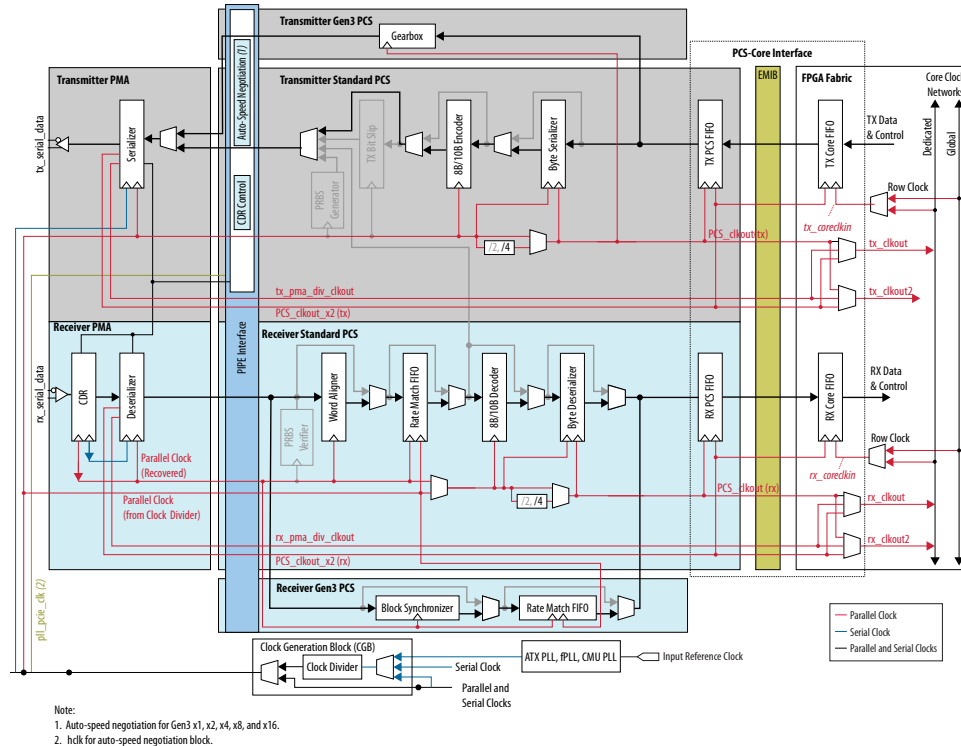 Transmitter Gen3 PCS
Gearbox
PCS-Core Interface
Transmitter PMA
Transmitter Standard PCS
EMIB
FPGA Fabric
Core Clock
Networks
Auto-Speed Negotiation (1)
CDR Control
PIPE Interface
tx_serial_data
Serializer
PRBS
Generator
TX Bit Slip
8B/10B Encoder
Byte Serializer
TX PCS FIFO
TX Core FIFO
TX Data
& Control
Dedicated
Global
Row Clock
tx_coreclkin
/2, /4
PCS_clkout(tx)
tx_clkout
tx_clkout2
tx_pma_div_clkout
PCS_clkout_x2 (tx)
Receiver PMA
Receiver Standard PCS
rx_serial_data
CDR
Deserializer
PRBS
Verifier
Word Aligner
Rate Match FIFO
8B/10B Decoder
Byte Deserializer
RX PCS FIFO
RX Core FIFO
RX Data
& Control
Row Clock
rx_coreclkin
Parallel Clock
(Recovered)
Parallel Clock
(from Clock Divider)
/2, /4
PCS_clkout (rx)
rx_clkout
rx_clkout2
rx_pma_div_clkout
PCS_clkout_x2 (rx)
Receiver Gen3 PCS
Block Synchronizer
Rate Match FIFO
pll_pcie_clk (2)
Clock Generation Block (CGB)
Clock Divider
Serial Clock
ATX PLL, fPLL, CMU PLL
Input Reference Clock
Parallel and
Serial Clocks
Parallel Clock
Serial Clock
Parallel and Serial Clocks
Note:
1. Auto-speed negotiation for Gen3 x1, x2, x4, x8, and x16.
2. hclk for auto-speed negotiation block.